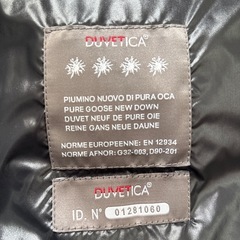 DUVETICA
PIUMINO NUOVO DI PURA OCA
PURE GOOSE NEW DOWN
DUVET NEUF DE PURE OIE
REINE GANS NEUE DAUNE
NORME EUROPEENNE: EN 12934
NORME AFNOR: G32-003, D90-201
DUVETICA®
ID. N° 01281060